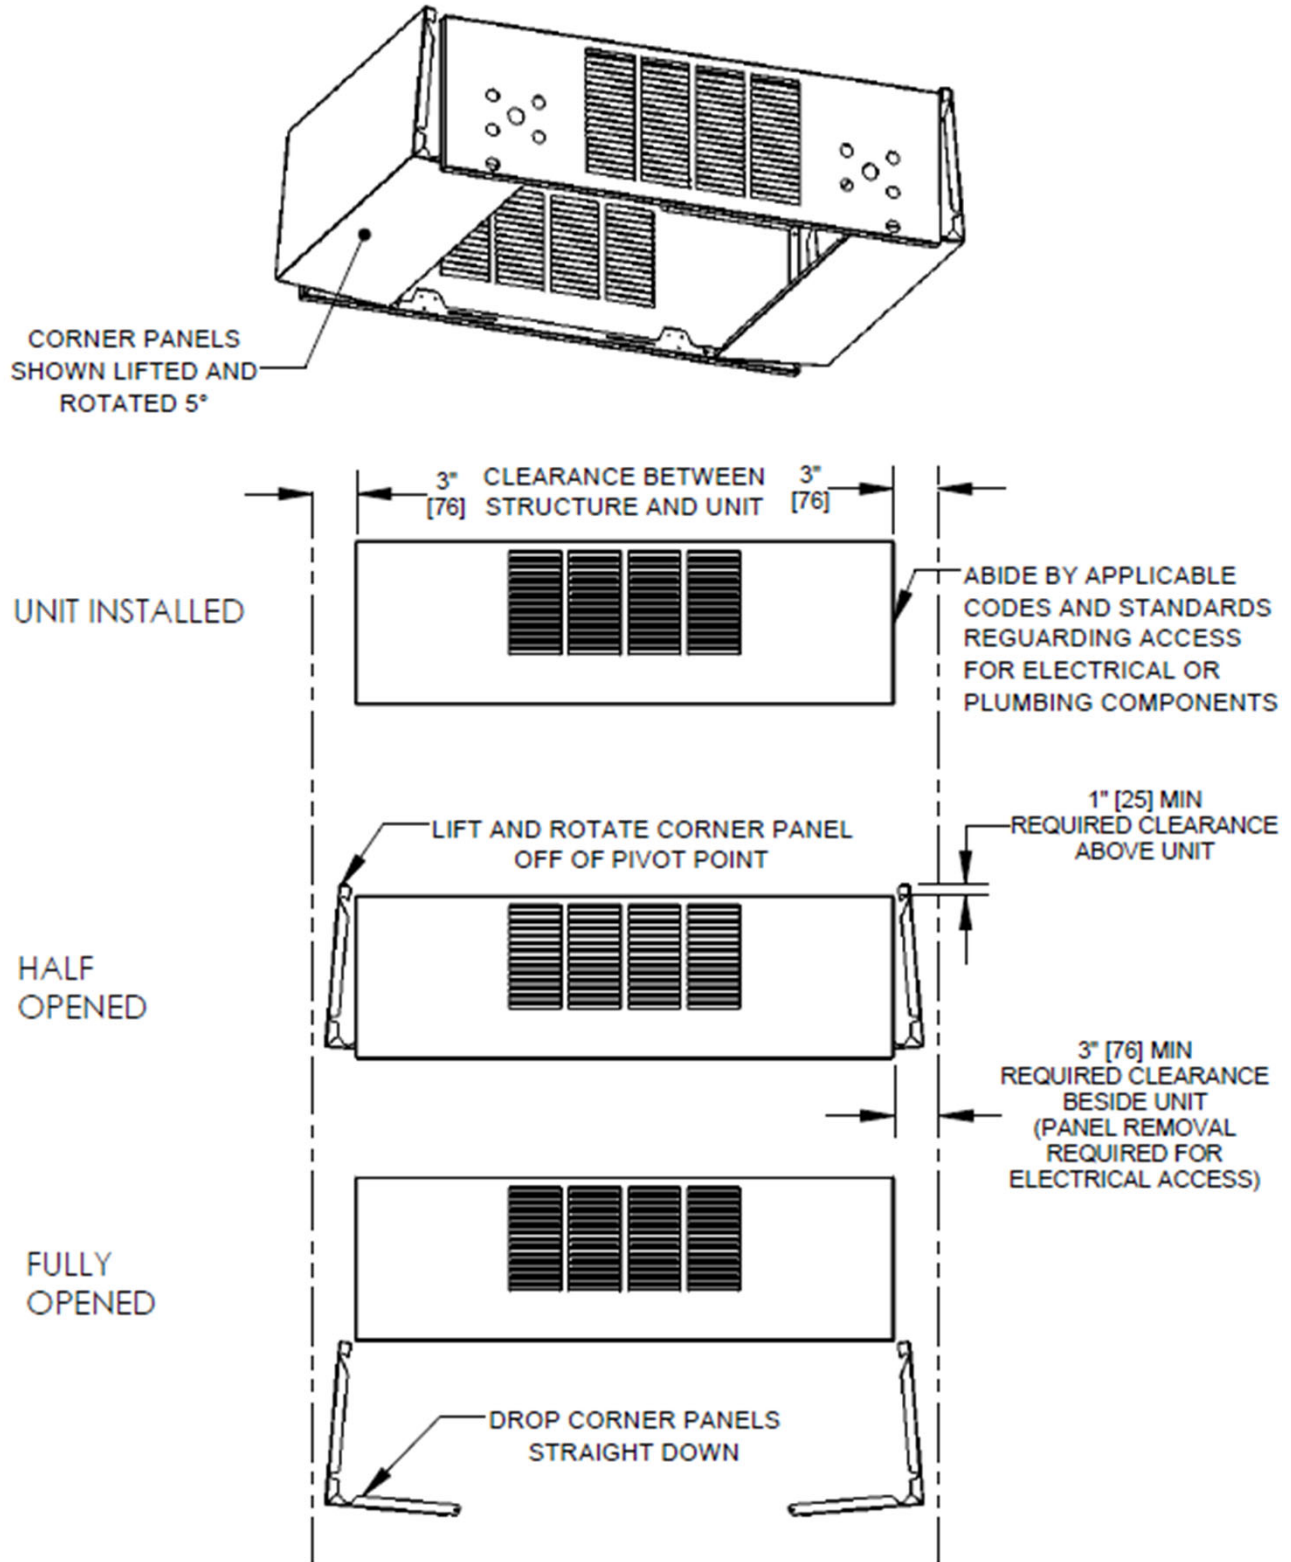 CORNER PANELS
SHOWN LIFTED AND
ROTATED 5°
3" CLEARANCE BETWEEN 3"
[76] STRUCTURE AND UNIT [76]
UNIT INSTALLED
ABIDE BY APPLICABLE
CODES AND STANDARDS
REGUARDING ACCESS
FOR ELECTRICAL OR
PLUMBING COMPONENTS
1" [25] MIN
REQUIRED CLEARANCE
ABOVE UNIT
LIFT AND ROTATE CORNER PANEL
OFF OF PIVOT POINT
HALF
OPENED
3" [76] MIN
REQUIRED CLEARANCE
BESIDE UNIT
(PANEL REMOVAL
REQUIRED FOR
ELECTRICAL ACCESS)
FULLY
OPENED
DROP CORNER PANELS
STRAIGHT DOWN